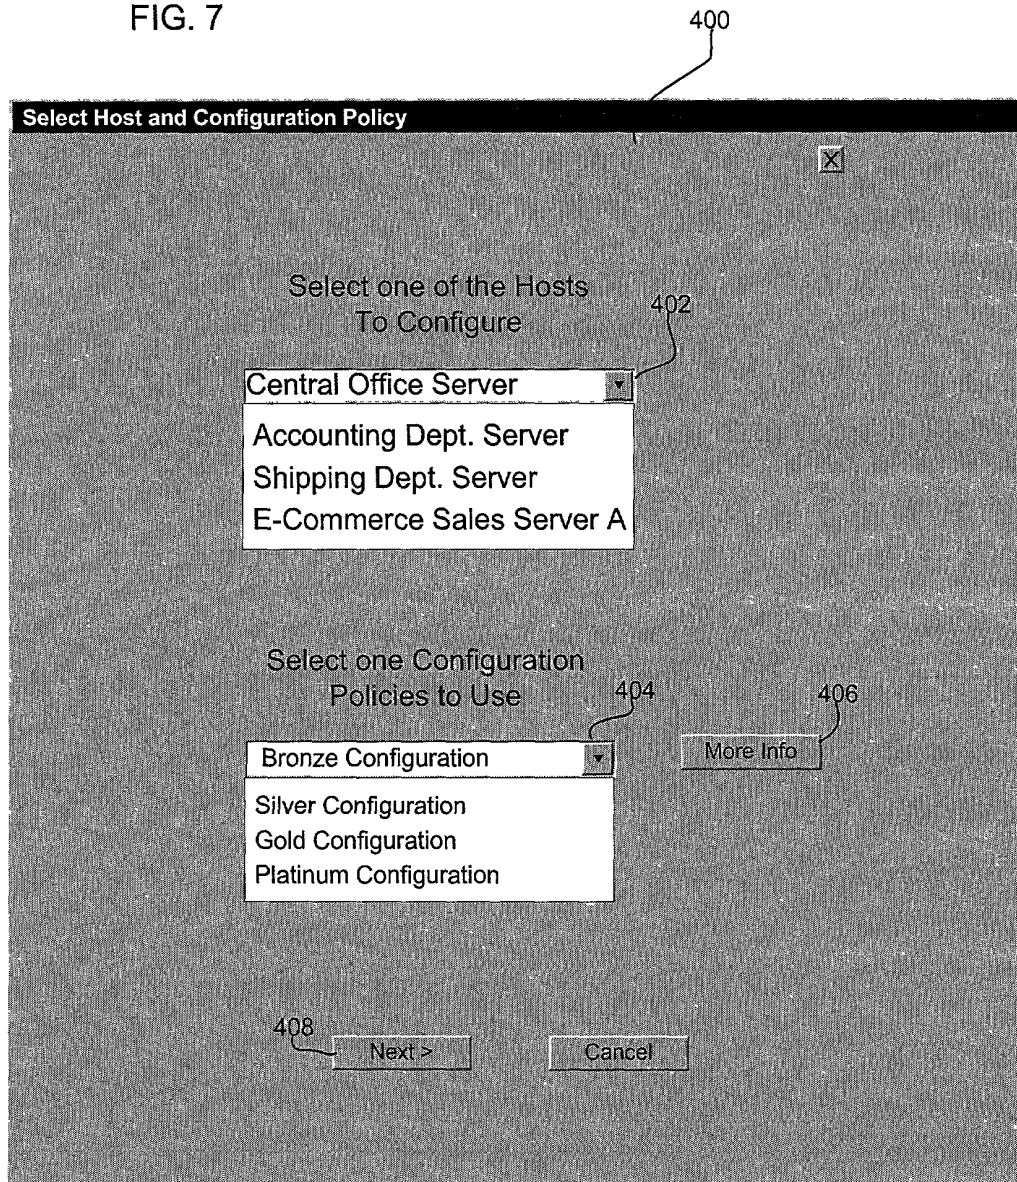 FIG. 7
400
Select Host and Configuration Policy
X
Select one of the Hosts
To Configure
402
Central Office Server
Accounting Dept. Server
Shipping Dept. Server
E-Commerce Sales Server A
Select one Configuration
Policies to Use
404
406
Bronze Configuration
More Info
Silver Configuration
Gold Configuration
Platinum Configuration
408
Next >
Cancel